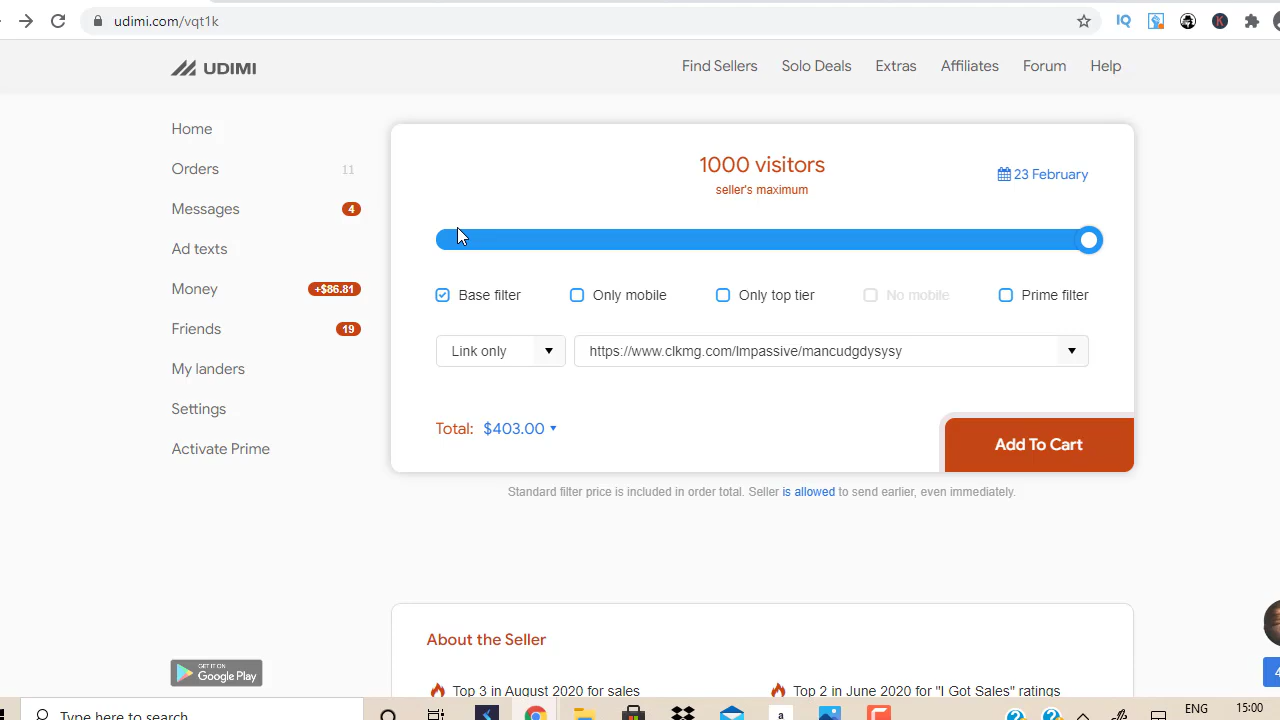 udimi.com/vqt1k
IQ
K
UDIMI
Find Sellers
Solo Deals
Extras
Affiliates
Forum
Help
Home
Orders
11
Messages
4
Ad texts
Money
+$86.81
Friends
19
My landers
Settings
Activate Prime
1000 visitors
seller's maximum
23 February
Base filter
Only mobile
Only top tier
No mobile
Prime filter
Link only
https://www.clkmg.com/Impassive/mancudgdysysy
Total: $403.00
Add To Cart
Standard filter price is included in order total. Seller is allowed to send earlier, even immediately.
About the Seller
Top 3 in August 2020 for sales
Top 2 in June 2020 for "I Got Sales" ratings
GET IT ON
Google Play
4
Type here to search
a
ENG
15:00